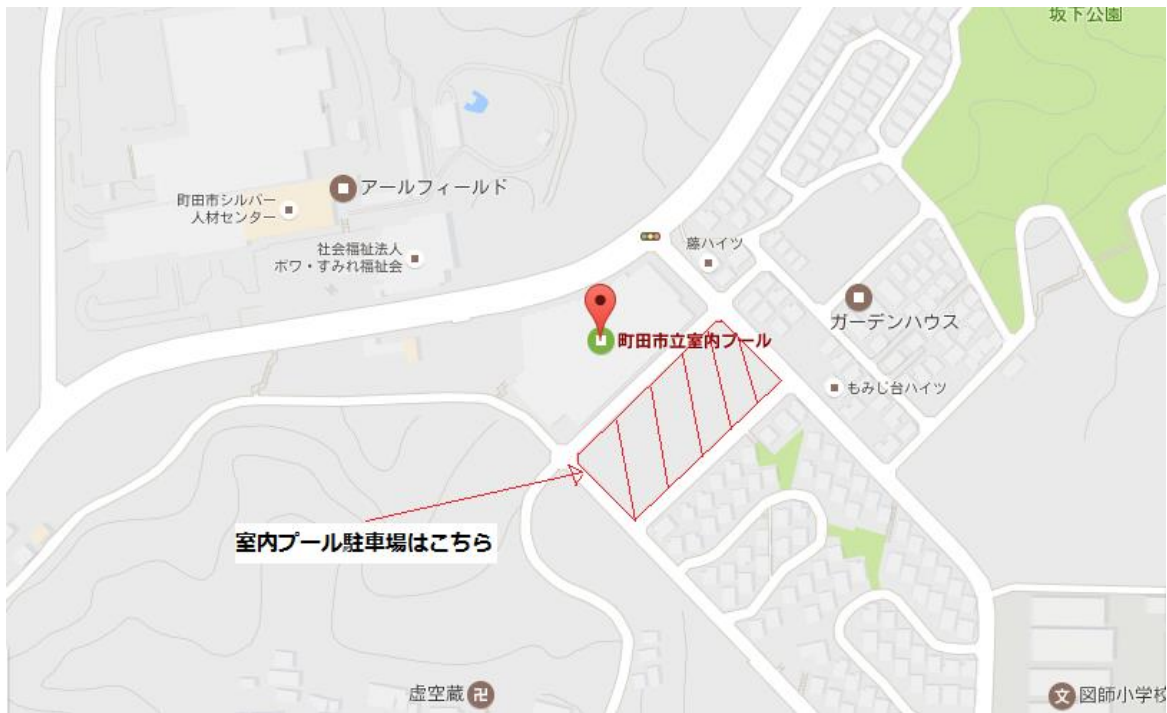 坂下公園
アールフィールド
町田市シルバー
人材センター
社会福祉法人
ボワ・すみれ福祉会
藤ハイツ
ガーデンハウス
町田市立室内プール
もみじ台ハイツ
室内プール駐車場はこちら
虚空蔵 卍
文 図師小学校